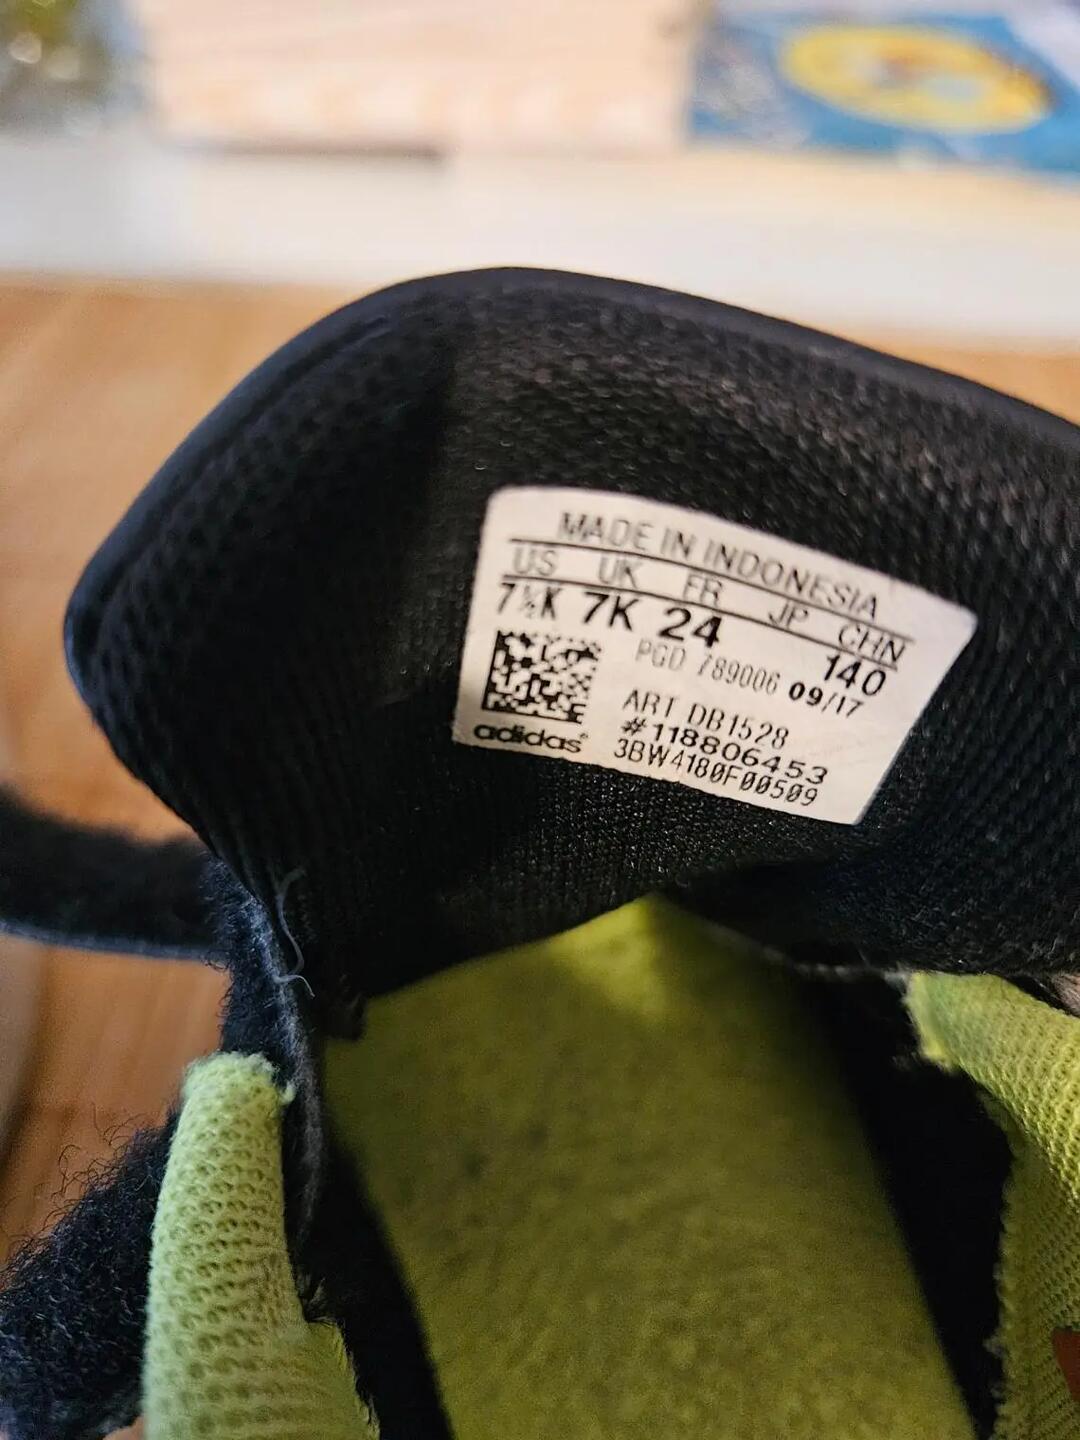 MADE IN INDONESIA
US UK FR JP CHN
7½K 7K 24 140
PGD 789006 09/17
ART DB1528
#118806453
3BW4180F00509
adidas